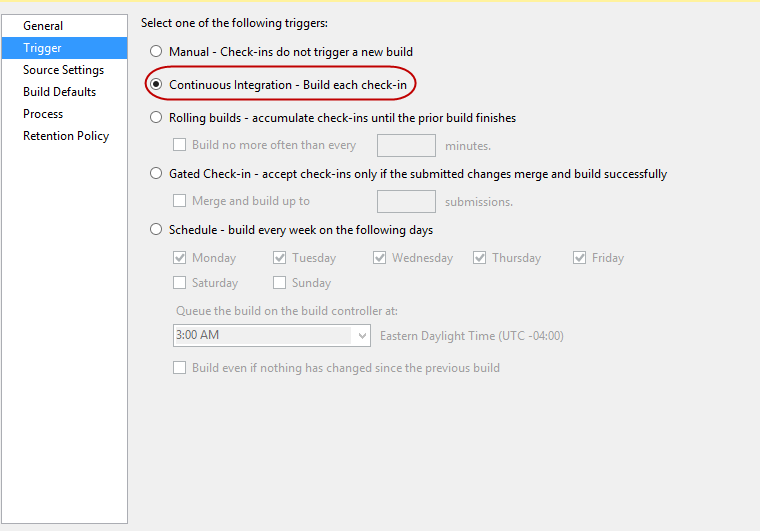 General
Trigger
Source Settings
Build Defaults
Process
Retention Policy
Select one of the following triggers:
Manual - Check-ins do not trigger a new build
Continuous Integration - Build each check-in
Rolling builds - accumulate check-ins until the prior build finishes
Build no more often than every minutes.
Gated Check-in - accept check-ins only if the submitted changes merge and build successfully
Merge and build up to submissions.
Schedule - build every week on the following days
Monday Tuesday Wednesday Thursday Friday
Saturday Sunday
Queue the build on the build controller at:
3:00 AM Eastern Daylight Time (UTC -04:00)
Build even if nothing has changed since the previous build